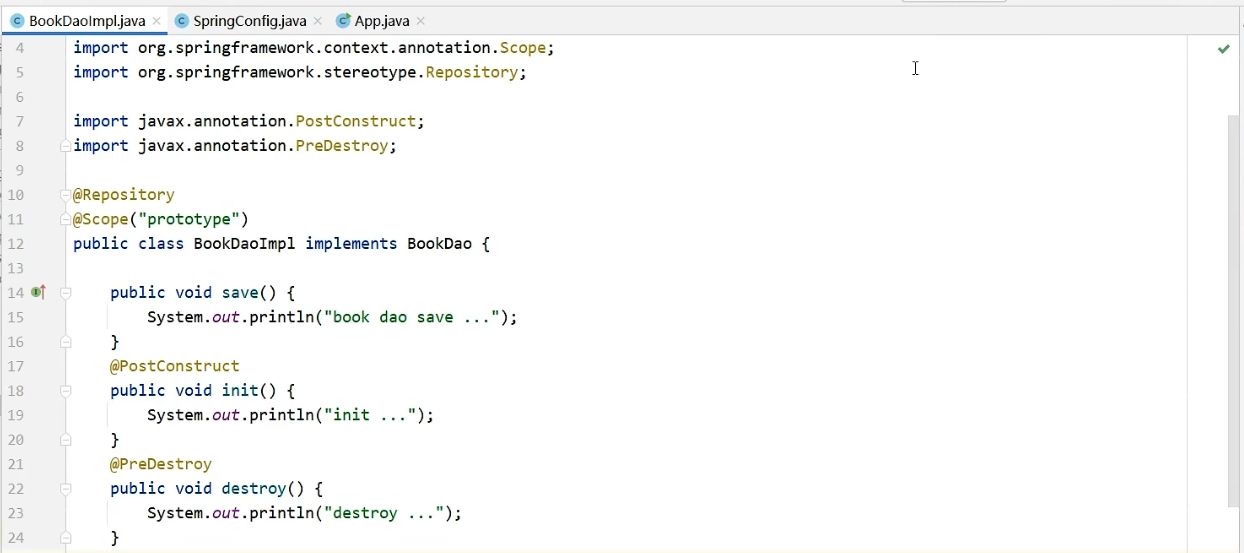 BookDaoImpl.java × SpringConfig.java × App.java ×
4 import org.springframework.context.annotation.Scope;
5 import org.springframework.stereotype.Repository;
6
7 import javax.annotation.PostConstruct;
8 import javax.annotation.PreDestroy;
9
10 @Repository
11 @Scope("prototype")
12 public class BookDaoImpl implements BookDao {
13
14 public void save() {
15 System.out.println("book dao save ...");
16 }
17 @PostConstruct
18 public void init() {
19 System.out.println("init ...");
20 }
21 @PreDestroy
22 public void destroy() {
23 System.out.println("destroy ...");
24 }